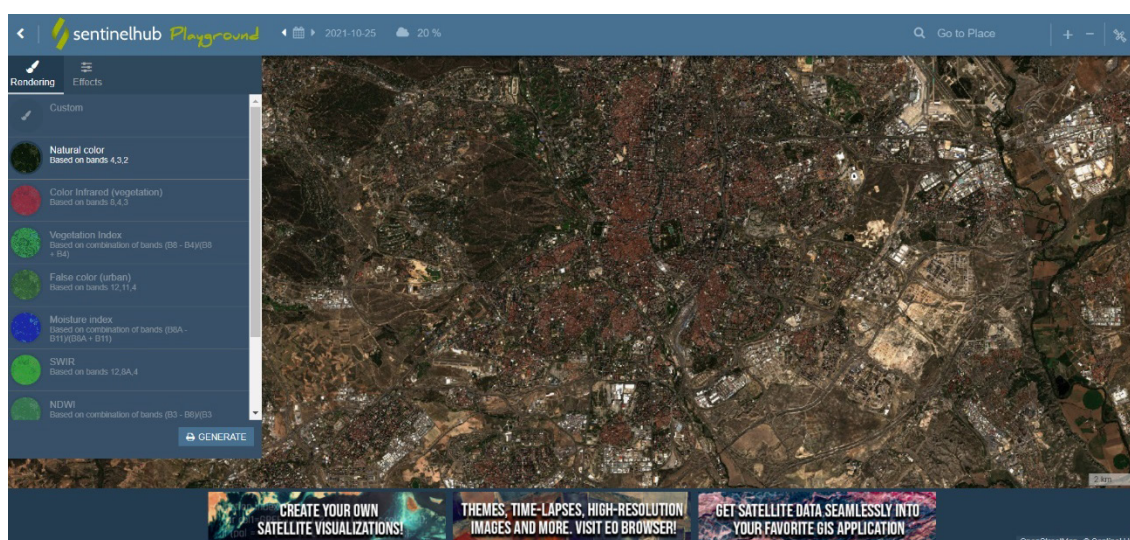 sentinelhub Playground
2021-10-25
20 %
Go to Place
Rendering
Effects
Custom
Natural color
Based on bands 4,3,2
Color Infrared (vegetation)
Based on bands 8,4,3
Vegetation Index
Based on combination of bands (B8 - B4)/(B8
+ B4)
False color (urban)
Based on bands 12,11,4
Moisture index
Based on combination of bands (B8A -
B11)/(B8A + B11)
SWIR
Based on bands 12,8A,4
NDWI
Based on combination of bands (B3 - B8)/(B3
GENERATE
2 km
CREATE YOUR OWN
SATELLITE VISUALIZATIONS!
THEMES, TIME-LAPSES, HIGH-RESOLUTION
IMAGES AND MORE. VISIT EO BROWSER!
GET SATELLITE DATA SEAMLESSLY INTO
YOUR FAVORITE GIS APPLICATION